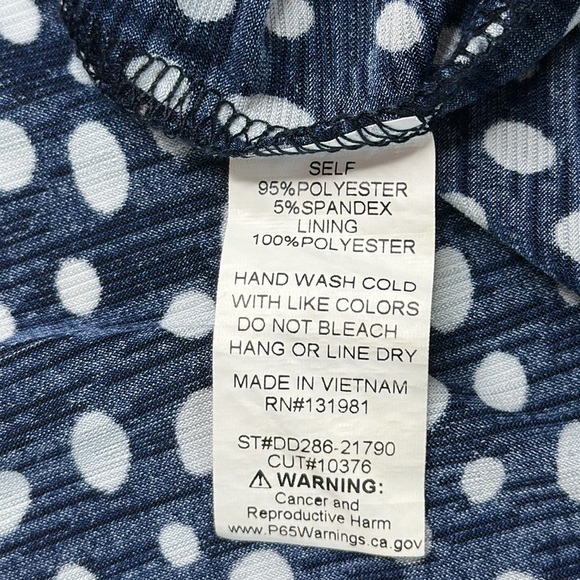 SELF
95%POLYESTER
5%SPANDEX
LINING
100%POLYESTER
HAND WASH COLD
WITH LIKE COLORS
DO NOT BLEACH
HANG OR LINE DRY
MADE IN VIETNAM
RN#131981
ST#DD286-21790
CUT#10376
⚠ WARNING:
Cancer and
Reproductive Harm
www.P65Warnings.ca.gov